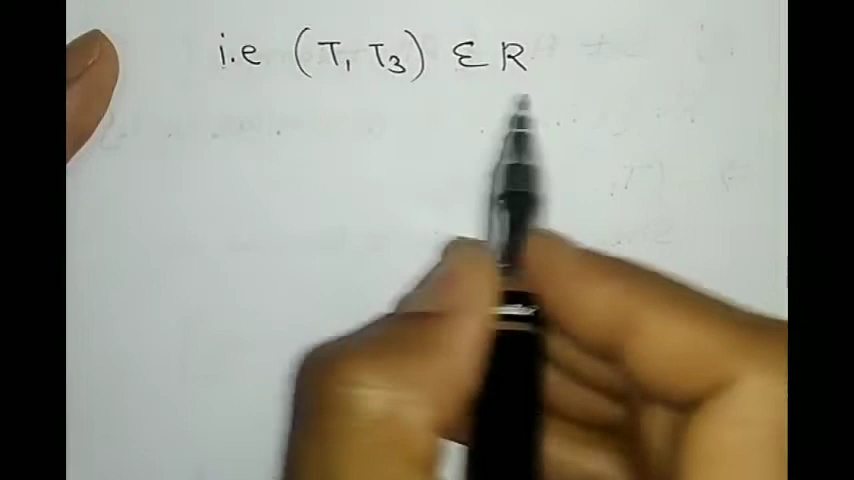 i.e (T₁ T₃) ∈ R